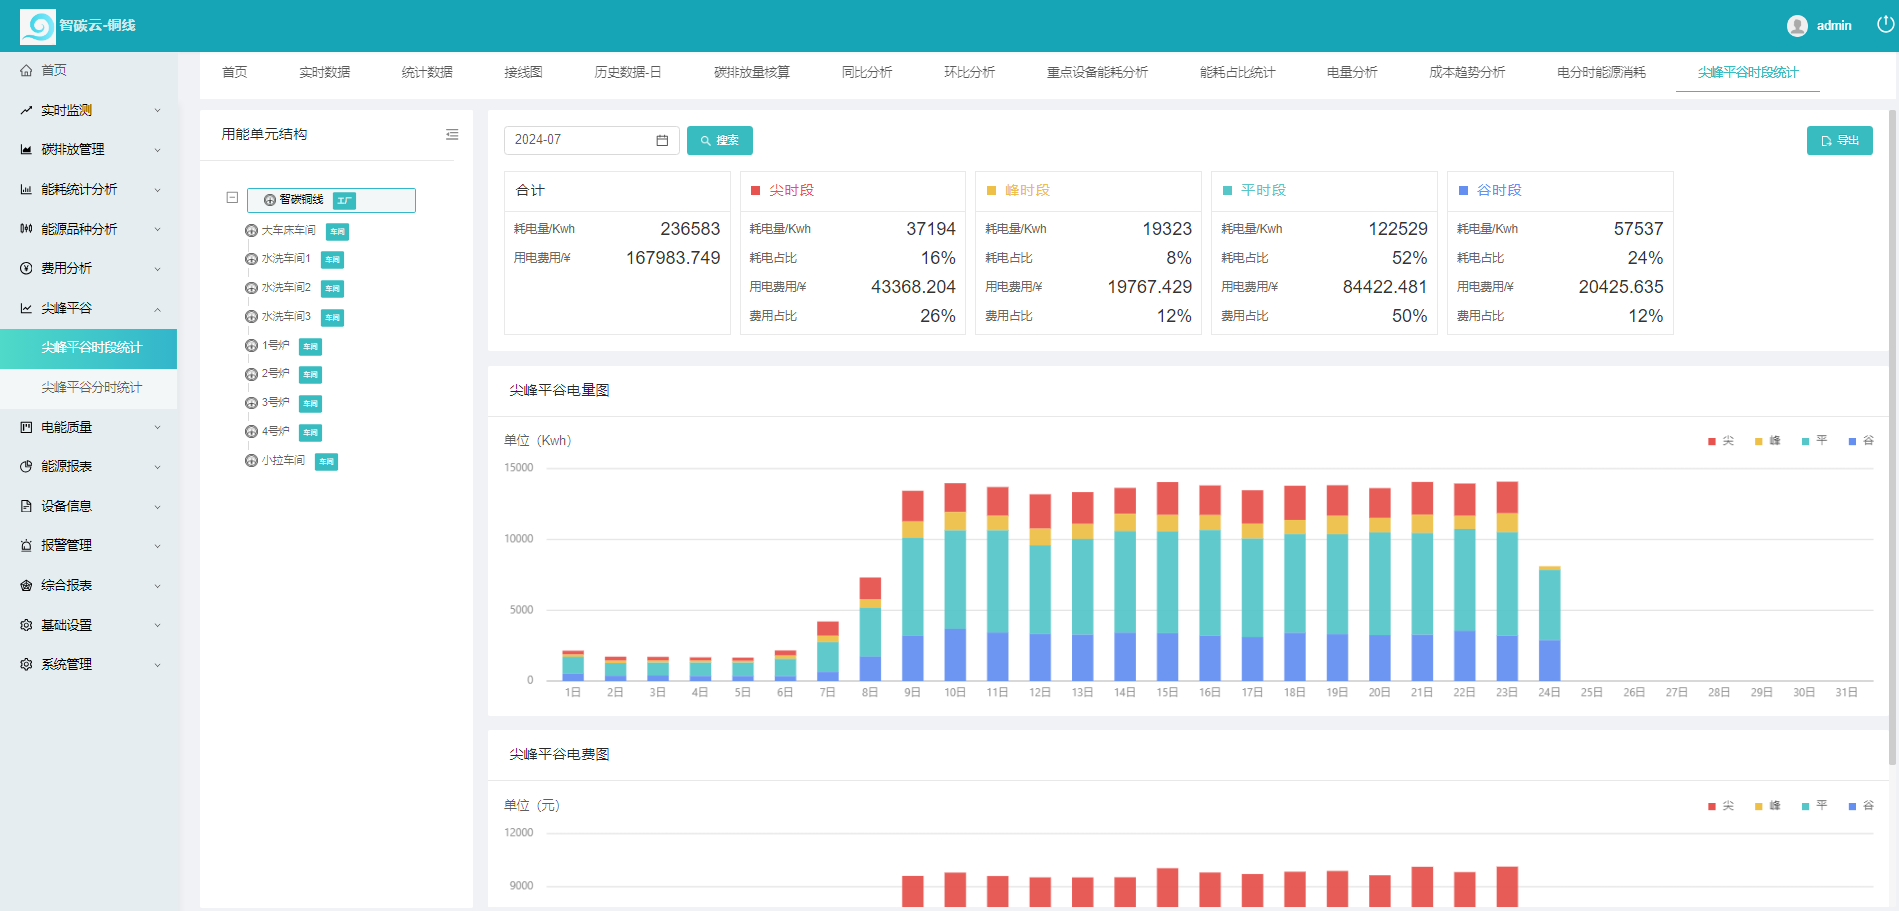 智碳云-铜线
admin
首页
实时监测
碳排放管理
能耗统计分析
能源品种分析
费用分析
尖峰平谷
尖峰平谷时段统计
尖峰平谷分时统计
电能质量
能源报表
设备信息
报警管理
综合报表
基础设置
系统管理
首页 实时数据 统计数据 接线图 历史数据-日 碳排放量核算 同比分析 环比分析 重点设备能耗分析 能耗占比统计 电量分析 成本趋势分析 电分时能源消耗 尖峰平谷时段统计
用能单元结构
智碳铜线 工厂
大车床车间 车间
水洗车间1 车间
水洗车间2 车间
水洗车间3 车间
1号炉 车间
2号炉 车间
3号炉 车间
4号炉 车间
小拉车间 车间
2024-07 搜索 导出
合计
耗电量/Kwh 236583
用电费用/¥ 167983.749
尖时段
耗电量/Kwh 37194
耗电占比 16%
用电费用/¥ 43368.204
费用占比 26%
峰时段
耗电量/Kwh 19323
耗电占比 8%
用电费用/¥ 19767.429
费用占比 12%
平时段
耗电量/Kwh 122529
耗电占比 52%
用电费用/¥ 84422.481
费用占比 50%
谷时段
耗电量/Kwh 57537
耗电占比 24%
用电费用/¥ 20425.635
费用占比 12%
尖峰平谷电量图
单位（Kwh） 尖 峰 平 谷
15000
10000
5000
0
1日 2日 3日 4日 5日 6日 7日 8日 9日 10日 11日 12日 13日 14日 15日 16日 17日 18日 19日 20日 21日 22日 23日 24日 25日 26日 27日 28日 29日 30日 31日
尖峰平谷电费图
单位（元） 尖 峰 平 谷
12000
9000